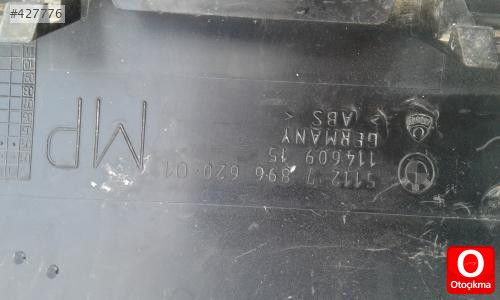 #427776
MP
5112 7 896 620-01
114609 15
GERMANY
> ABS <
Otoçıkma